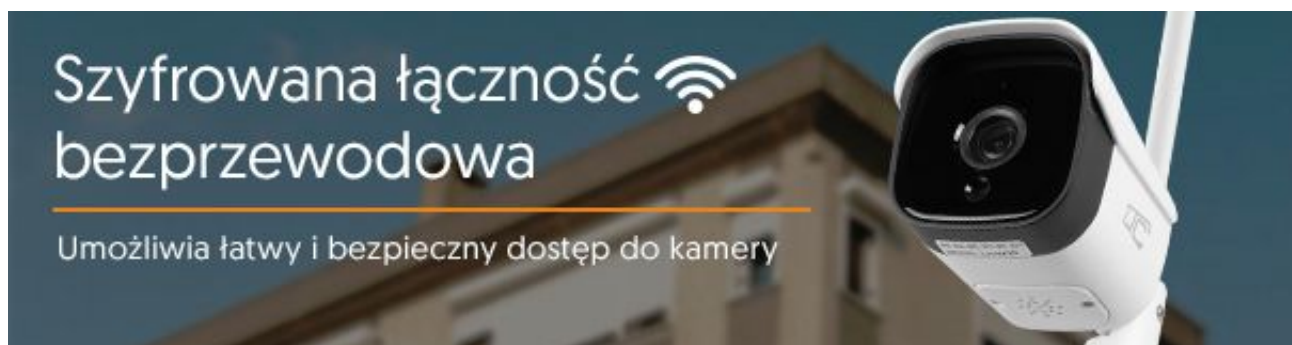 Szyfrowana łączność
bezprzewodowa
Umożliwia łatwy i bezpieczny dostęp do kamery